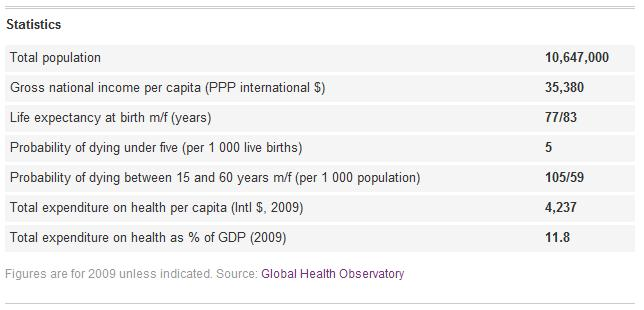 Statistics
Total population 10,647,000
Gross national income per capita (PPP international $) 35,380
Life expectancy at birth m/f (years) 77/83
Probability of dying under five (per 1 000 live births) 5
Probability of dying between 15 and 60 years m/f (per 1 000 population) 105/59
Total expenditure on health per capita (Intl $, 2009) 4,237
Total expenditure on health as % of GDP (2009) 11.8
Figures are for 2009 unless indicated. Source: Global Health Observatory